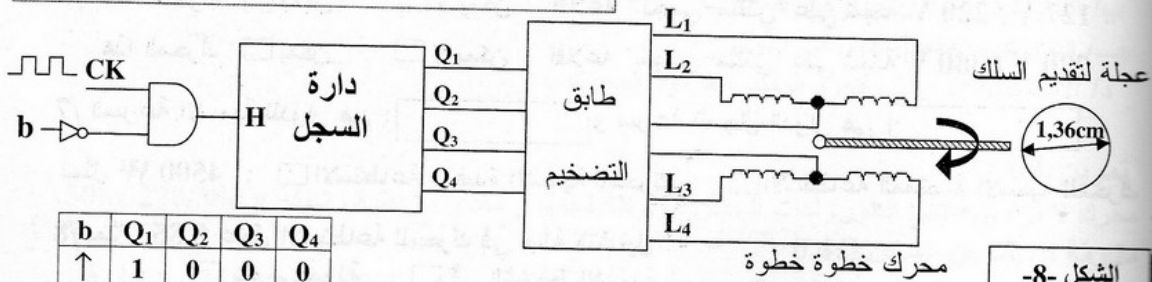 L₁
CK
Q₁
L₂
عجلة لتقديم السلك
دارة
السجل
Q₂
طابق
التضخيم
b
H
1,36cm
Q₃
Q₄
L₃
L₄
b Q₁ Q₂ Q₃ Q₄
1 0 0 0
محرك خطوة خطوة
الشكل -8-